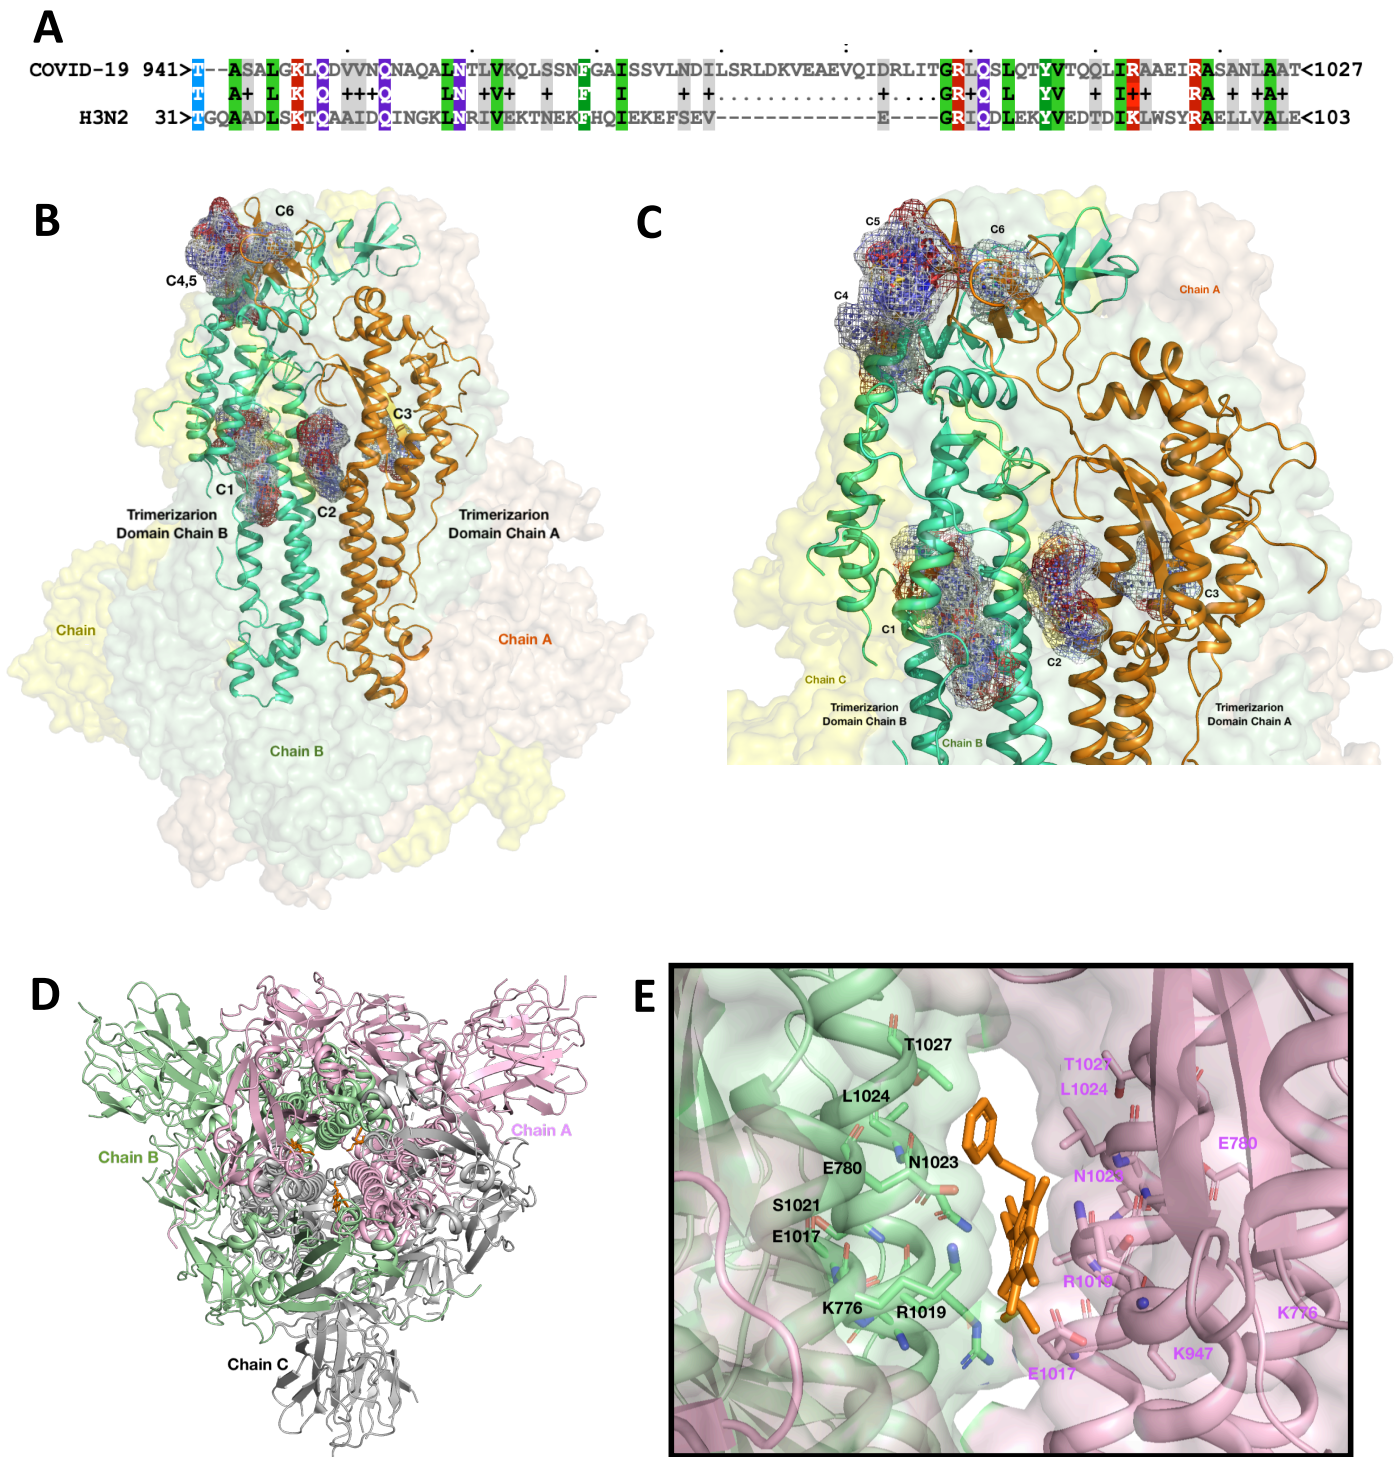 A
COVID-19 941>T--ASALGKLQDVVNQNAQALNTLVKQLSSNFGAISSVLNDILSRLDKVEAEVQIDRLITGRLQSLQTYVTQQLIRAAEIRASANLAAT<1027
T  A+ L K Q +++Q    LN +V+  +  F  I    + +.............+....GR+Q L  YV  + I++   RA + +A+
H3N2 31>TGQAADLSKTQAAIDQINGKLNRIVEKTNEKFHQIEKEFSEV-------------E----GRIQDLEKYVEDTDIKLWSYRAELLVALE<103
B
C6
C4,5
C3
C1
C2
Trimerizarion
Domain Chain B
Trimerizarion
Domain Chain A
Chain
Chain A
Chain B
C
C5
C6
C4
Chain A
C1
C3
C2
Chain C
Trimerizarion
Domain Chain B
Chain B
Trimerizarion
Domain Chain A
D
Chain A
Chain B
Chain C
E
T1027
L1024
E780
N1023
S1021
E1017
K776
R1019
T1027
L1024
E780
N1023
R1019
K776
K947
E1017